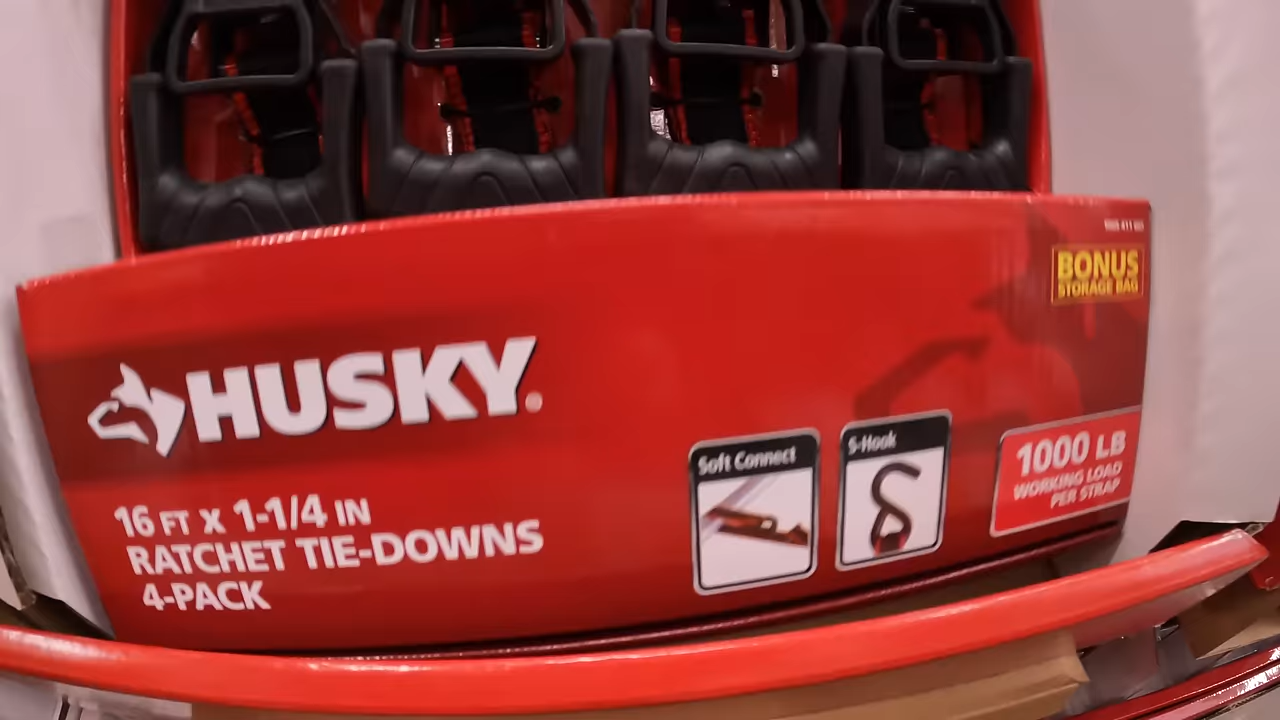 BONUS
STORAGE BAG
HUSKY
Soft Connect
S-Hook
1000 LB
WORKING LOAD
PER STRAP
16 FT X 1-1/4 IN
RATCHET TIE-DOWNS
4-PACK